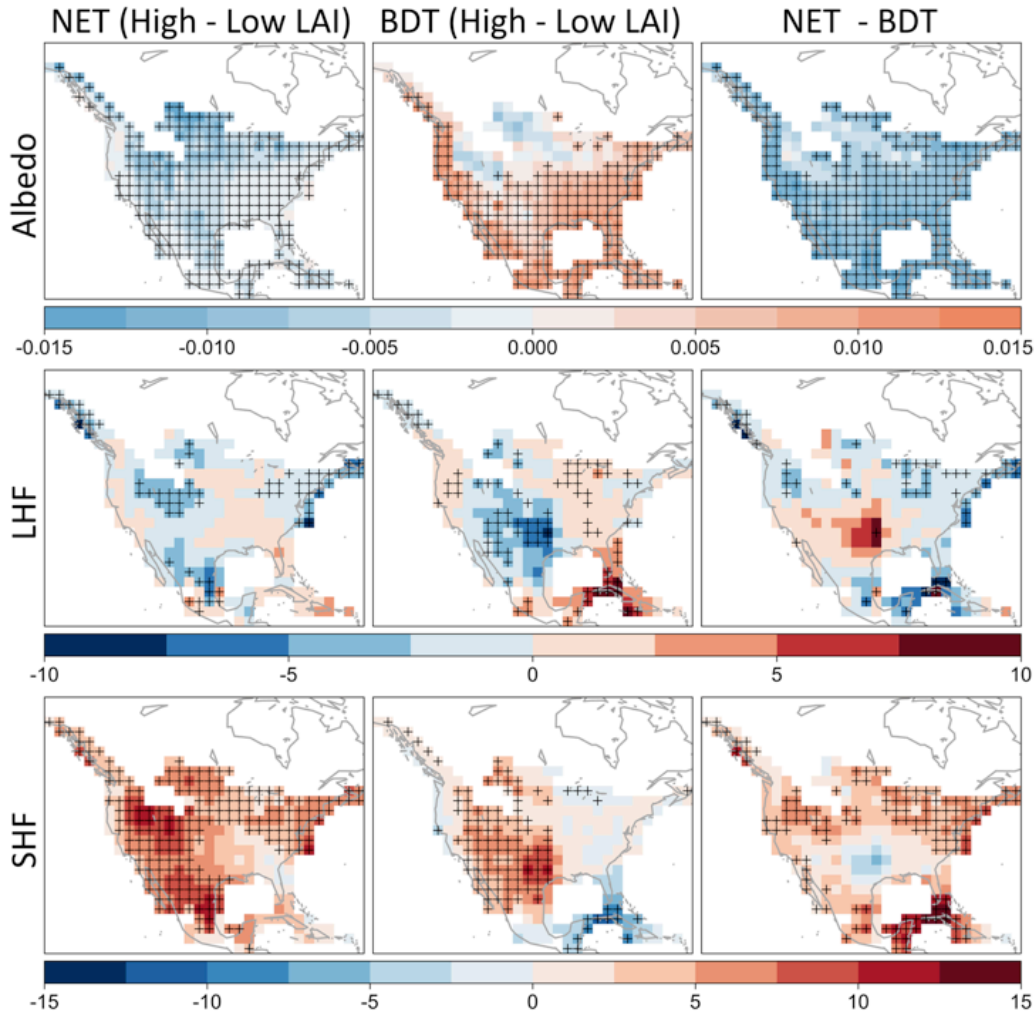 NET (High - Low LAI) BDT (High - Low LAI) NET - BDT
Albedo
-0.015 -0.010 -0.005 0.000 0.005 0.010 0.015
LHF
-10 -5 0 5 10
SHF
-15 -10 -5 0 5 10 15